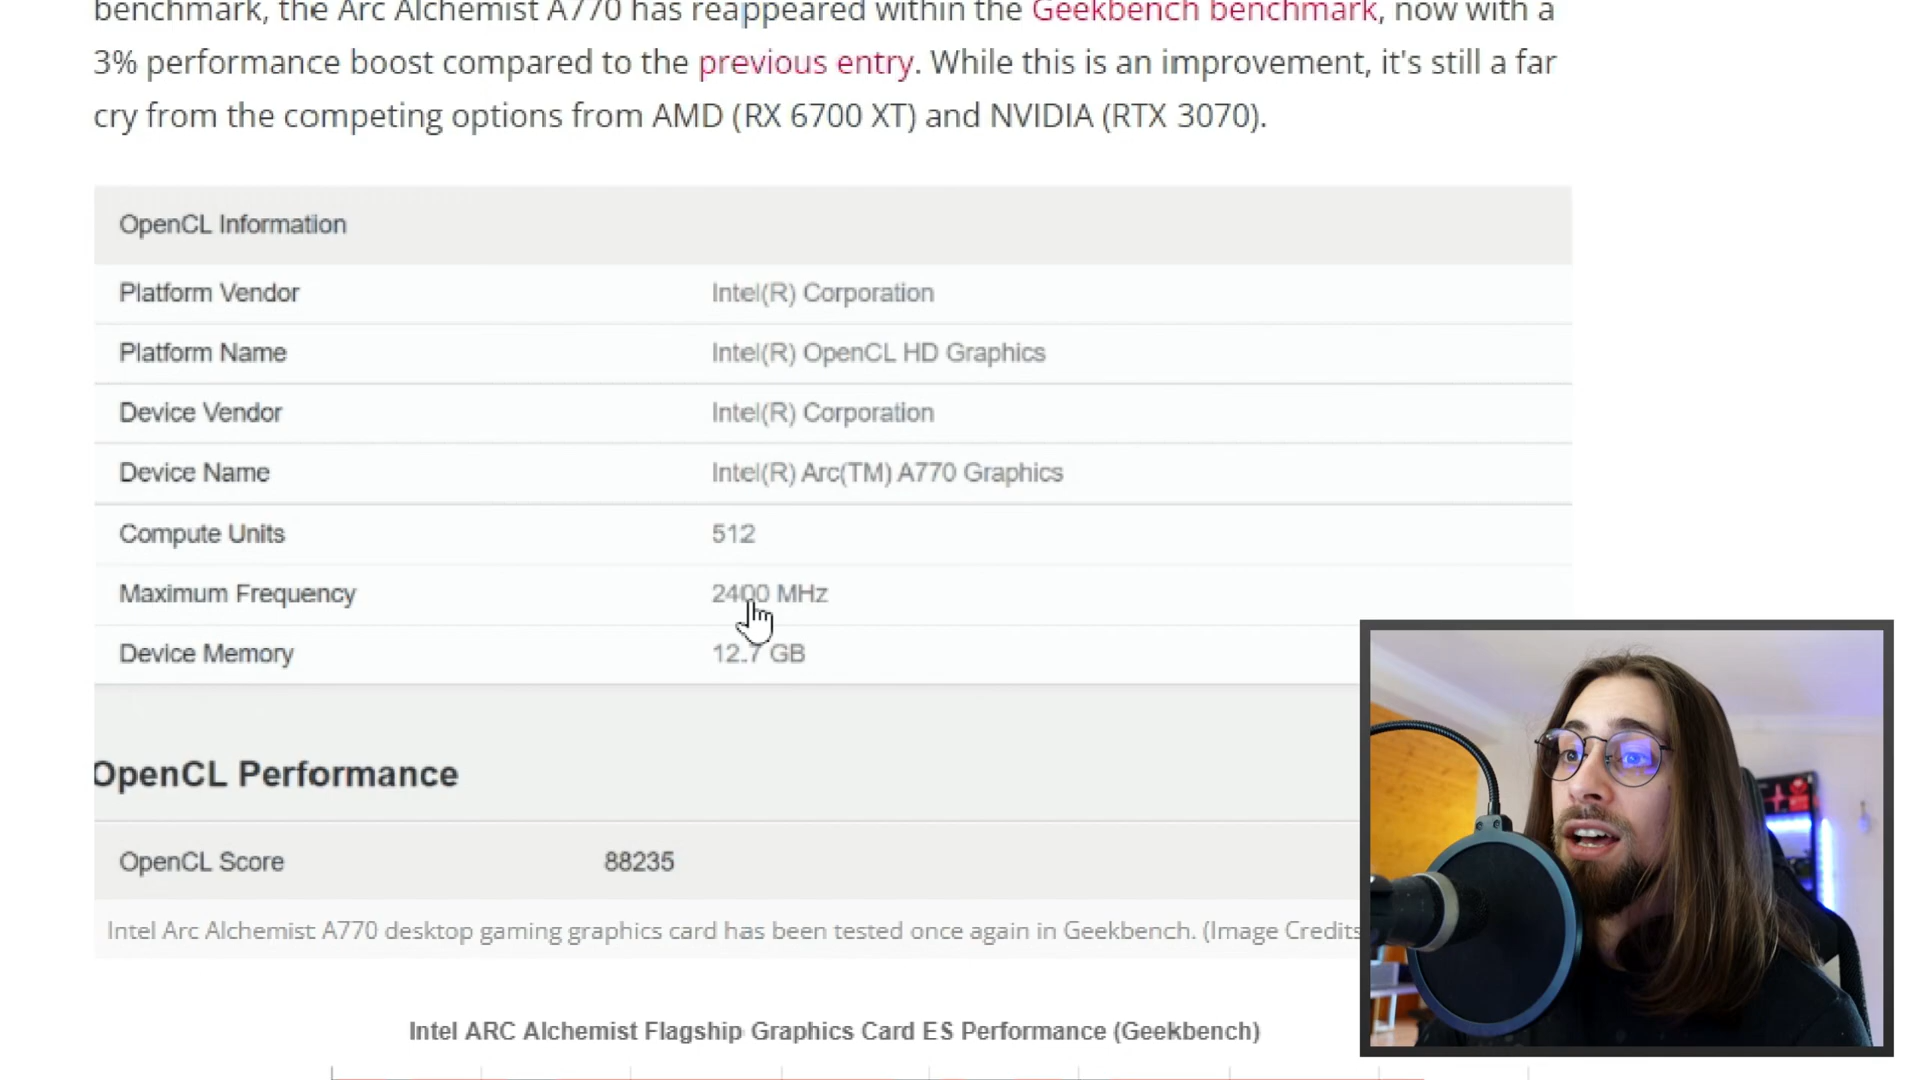 benchmark, the Arc Alchemist A770 has reappeared within the Geekbench benchmark, now with a
3% performance boost compared to the previous entry. While this is an improvement, it's still a far
cry from the competing options from AMD (RX 6700 XT) and NVIDIA (RTX 3070).
OpenCL Information
Platform Vendor Intel(R) Corporation
Platform Name Intel(R) OpenCL HD Graphics
Device Vendor Intel(R) Corporation
Device Name Intel(R) Arc(TM) A770 Graphics
Compute Units 512
Maximum Frequency 2400 MHz
Device Memory 12.7 GB
OpenCL Performance
OpenCL Score 88235
Intel Arc Alchemist A770 desktop gaming graphics card has been tested once again in Geekbench. (Image Credits
Intel ARC Alchemist Flagship Graphics Card ES Performance (Geekbench)